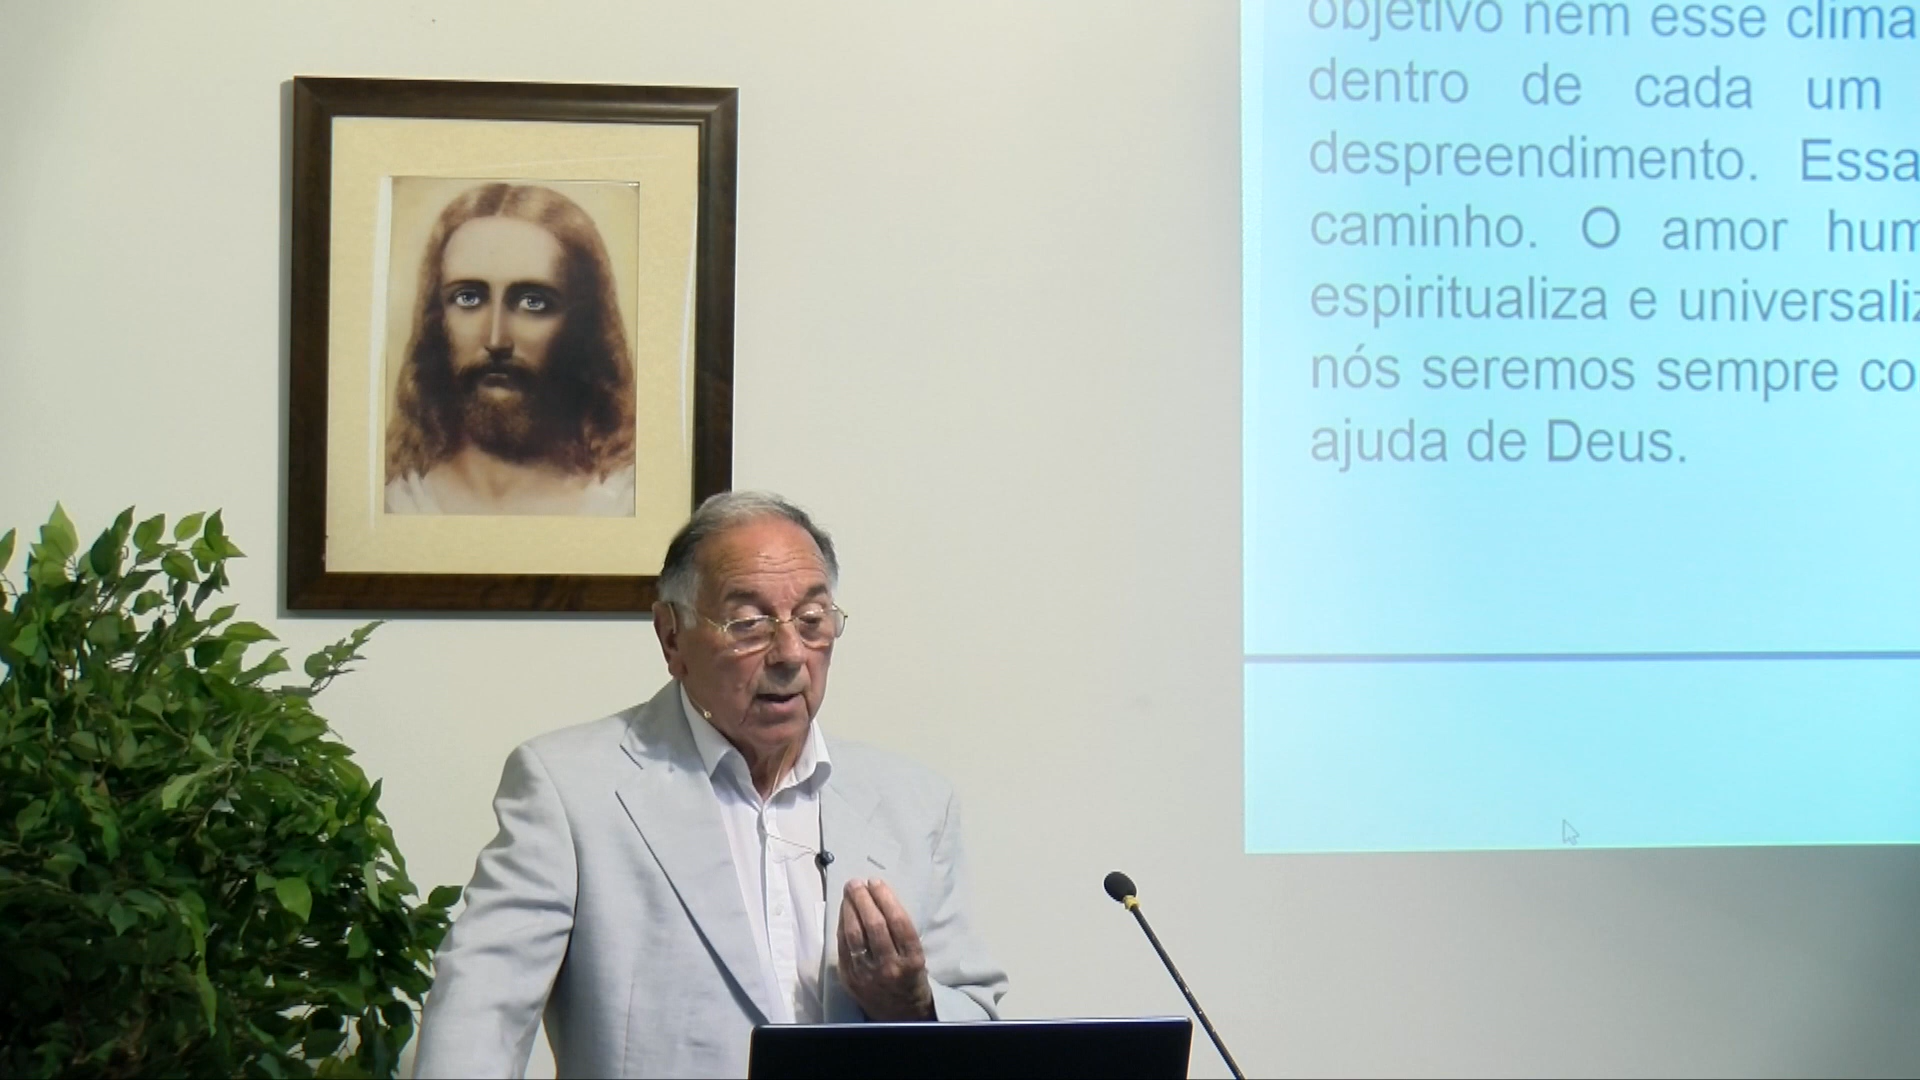 objetivo nem esse clima
dentro de cada um
despreendimento. Essa
caminho. O amor hum
espiritualiza e universaliz
nós seremos sempre co
ajuda de Deus.